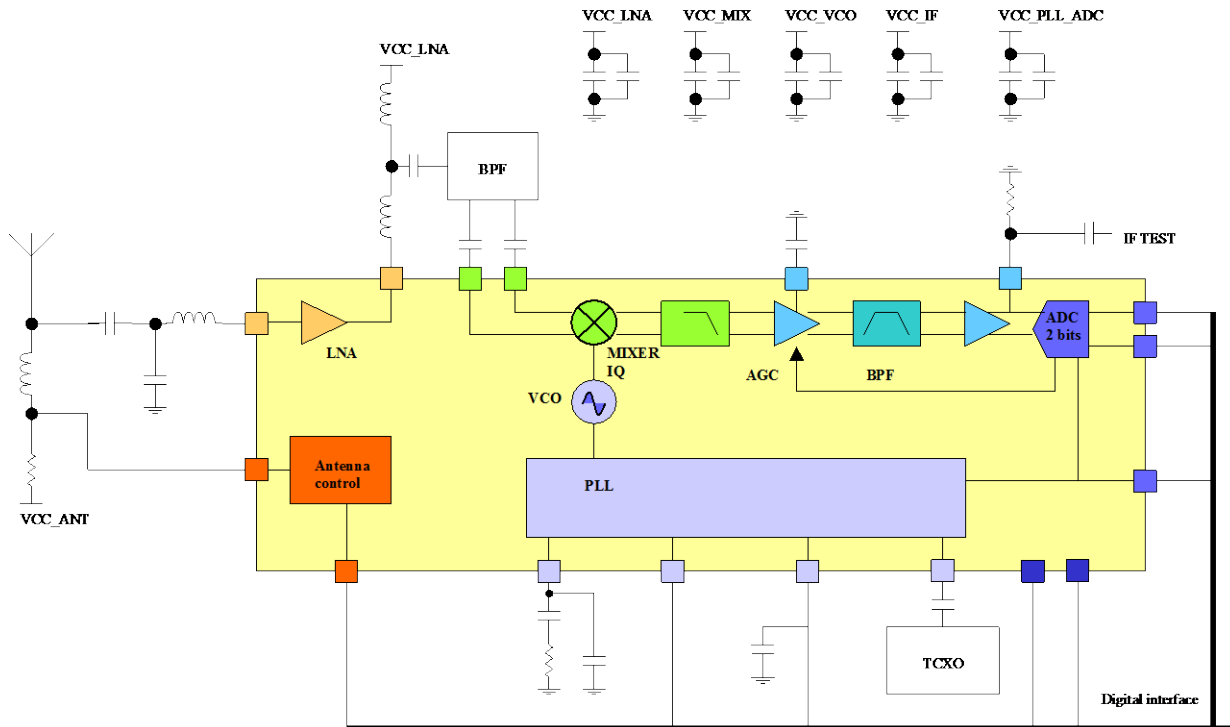 VCC_LNA
VCC_MIX
VCC_VCO
VCC_IF
VCC_PLL_ADC
VCC_LNA
BPF
IF TEST
LNA
MIXER
IQ
AGC
BPF
ADC
2 bits
VCO
Antenna
control
PLL
VCC_ANT
TCXO
Digital interface